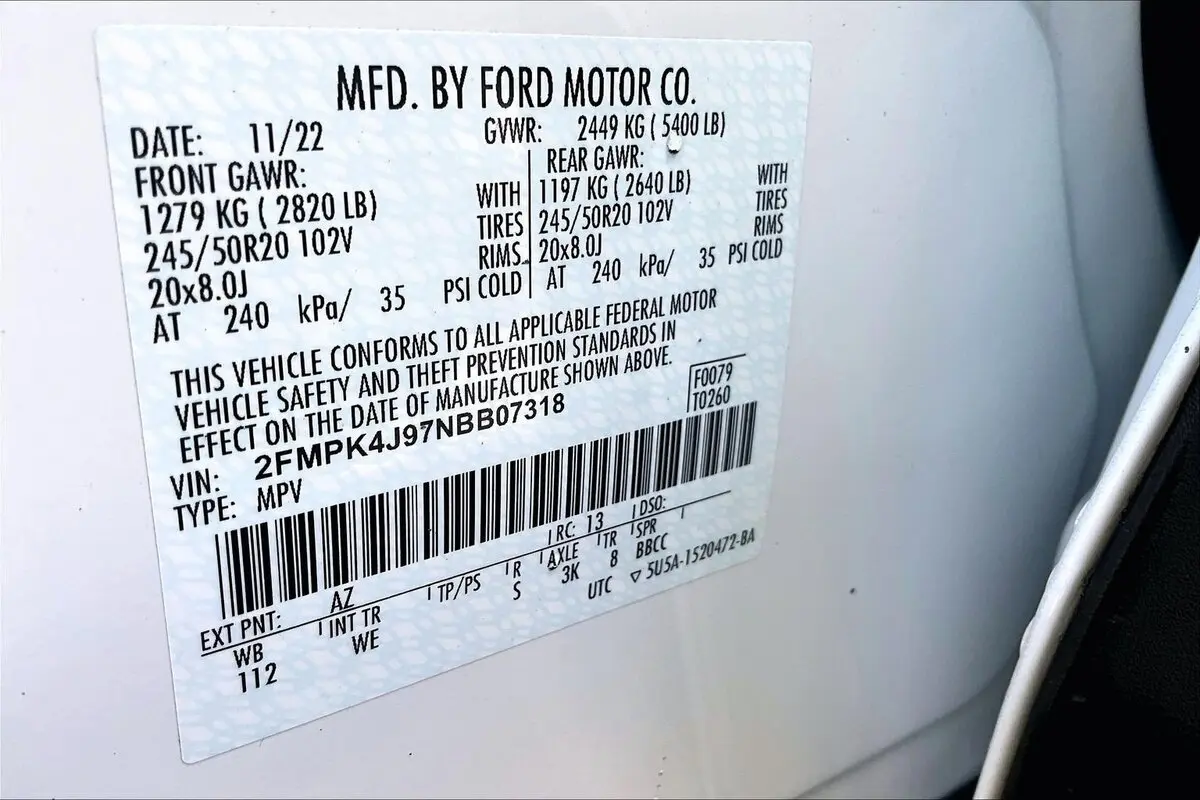 MFD. BY FORD MOTOR CO.
DATE: 11/22 GVWR: 2449 KG ( 5400 LB)
FRONT GAWR: REAR GAWR:
1279 KG ( 2820 LB) WITH 1197 KG ( 2640 LB) WITH
245/50R20 102V TIRES 245/50R20 102V TIRES
20x8.0J RIMS 20x8.0J RIMS
AT 240 kPa/ 35 PSI COLD AT 240 kPa/ 35 PSI COLD
THIS VEHICLE CONFORMS TO ALL APPLICABLE FEDERAL MOTOR
VEHICLE SAFETY AND THEFT PREVENTION STANDARDS IN
EFFECT ON THE DATE OF MANUFACTURE SHOWN ABOVE.
F0079
T0260
VIN: 2FMPK4J97NBB07318
TYPE: MPV
EXT PNT: AZ RC: 13 DSO:
WB INT TR TP/PS R AXLE TR SPR
112 WE S 3K 8 BBCC
UTC ▽ 5U5A-1520472-BA